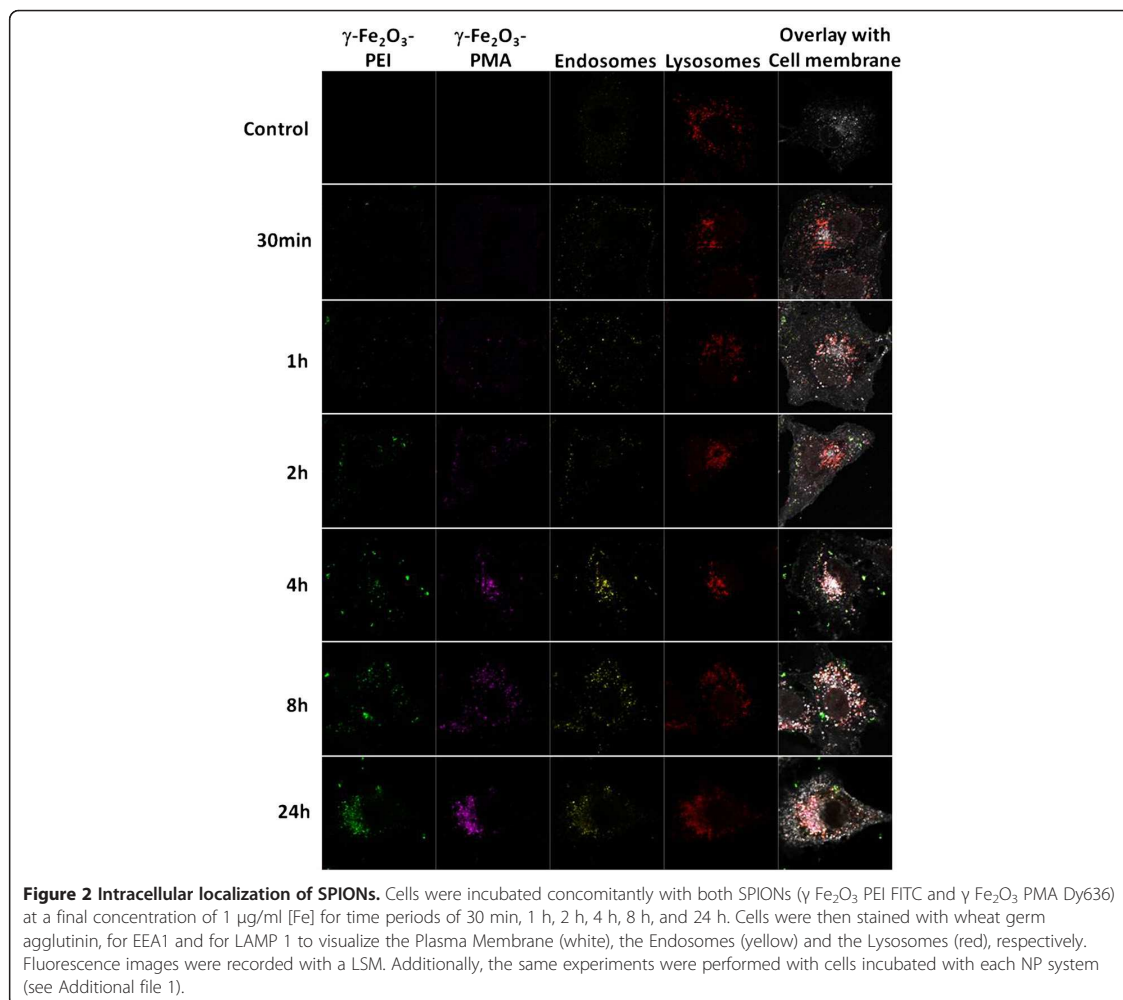 γ-Fe₂O₃-PEI γ-Fe₂O₃-PMA Endosomes Lysosomes Overlay with Cell membrane
Control
30min
1h
2h
4h
8h
24h
Figure 2 Intracellular localization of SPIONs. Cells were incubated concomitantly with both SPIONs (γ Fe₂O₃ PEI FITC and γ Fe₂O₃ PMA Dy636)
at a final concentration of 1 μg/ml [Fe] for time periods of 30 min, 1 h, 2 h, 4 h, 8 h, and 24 h. Cells were then stained with wheat germ
agglutinin, for EEA1 and for LAMP 1 to visualize the Plasma Membrane (white), the Endosomes (yellow) and the Lysosomes (red), respectively.
Fluorescence images were recorded with a LSM. Additionally, the same experiments were performed with cells incubated with each NP system
(see Additional file 1).